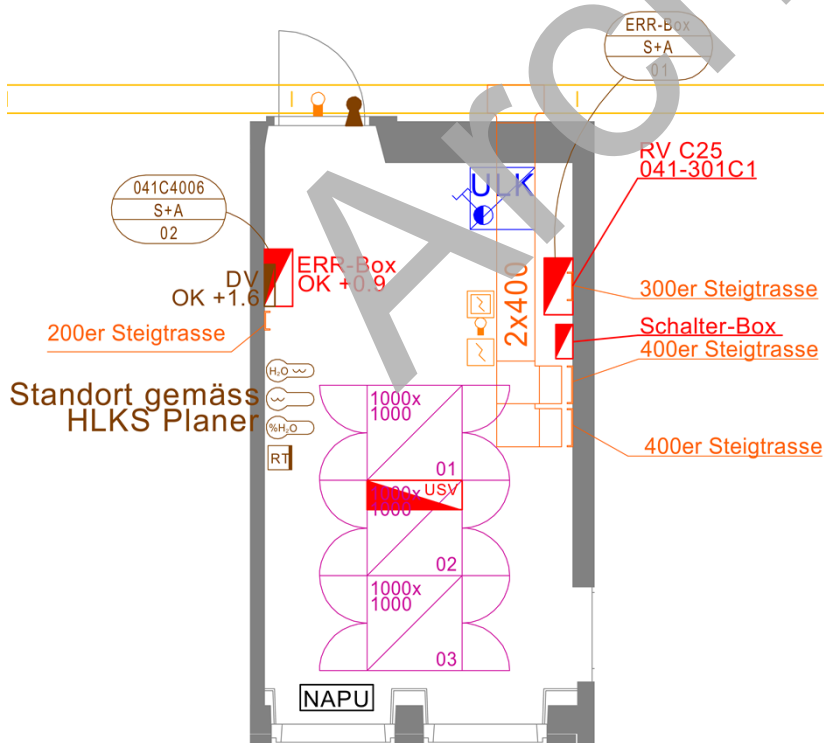 ERR-Box
S+A
01
RV C25
041-301C1
ULK
041C4006
S+A
02
ERR-Box
OK +0.9
DV
OK +1.6
2x400
300er Steigtrasse
200er Steigtrasse
Schalter-Box
400er Steigtrasse
H₂O
Standort gemäss
HLKS Planer
%H₂O
RT
1000x
1000
01
400er Steigtrasse
1000x
1000
USV
02
1000x
1000
03
NAPU
Arc